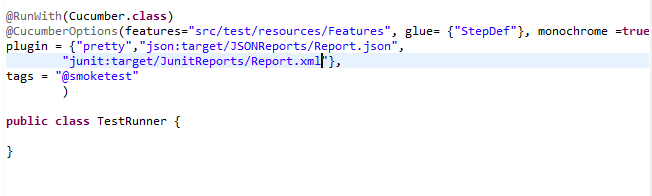 @RunWith(Cucumber.class)
@CucumberOptions(features="src/test/resources/Features", glue= {"StepDef"}, monochrome =true
plugin = {"pretty","json:target/JSONReports/Report.json",
"junit:target/JunitReports/Report.xml"},
tags = "@smoketest"
)
public class TestRunner {
}